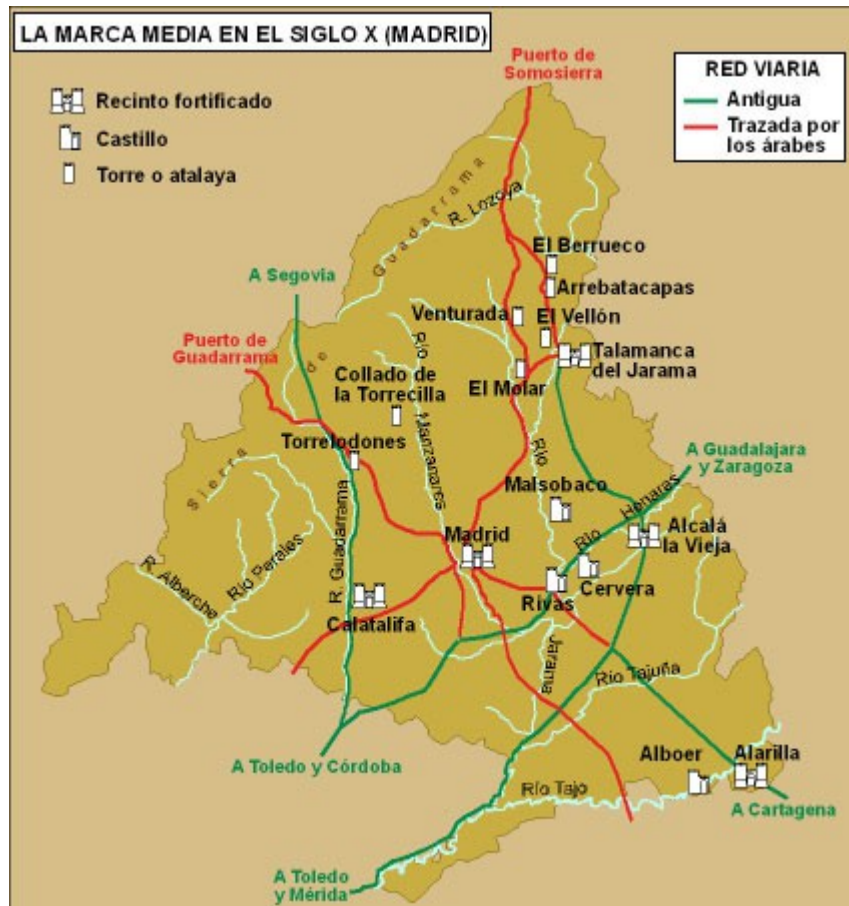 LA MARCA MEDIA EN EL SIGLO X (MADRID)
Recinto fortificado
Castillo
Torre o atalaya
RED VIARIA
Antigua
Trazada por
los árabes
Puerto de
Somosierra
Sierra de Guadarrama
R. Lozoya
El Berrueco
Arrebatacapas
A Segovia
Venturada
El Vellón
Puerto de
Guadarrama
Talamanca
del Jarama
El Molar
Collado de
la Torrecilla
Río Manzanares
Torrelodones
A Guadalajara
y Zaragoza
Malsobaco
Río Henares
Madrid
Alcalá
la Vieja
Cervera
Rivas
R. Guadarrama
Río Perales
R. Alberche
Calatalifa
Río Jarama
Río Tajuña
A Toledo y Córdoba
Alboer
Alarilla
Río Tajo
A Cartagena
A Toledo
y Mérida